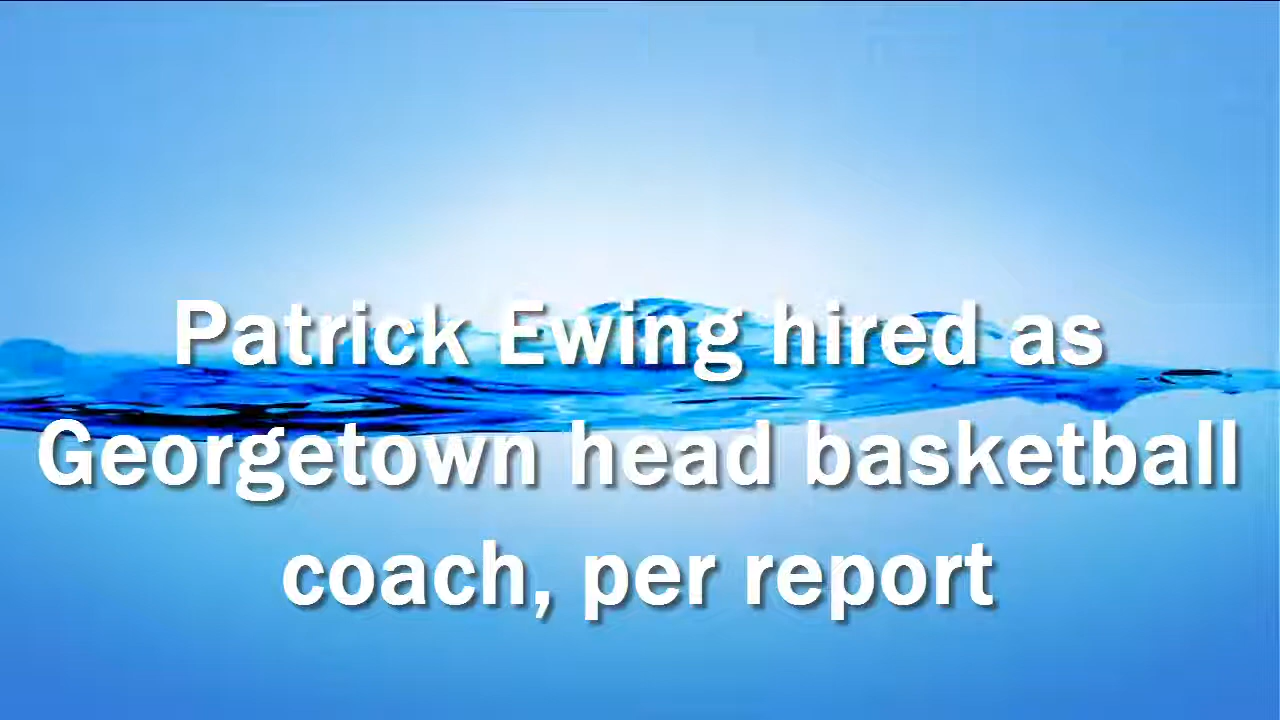 Patrick Ewing hired as
Georgetown head basketball
coach, per report